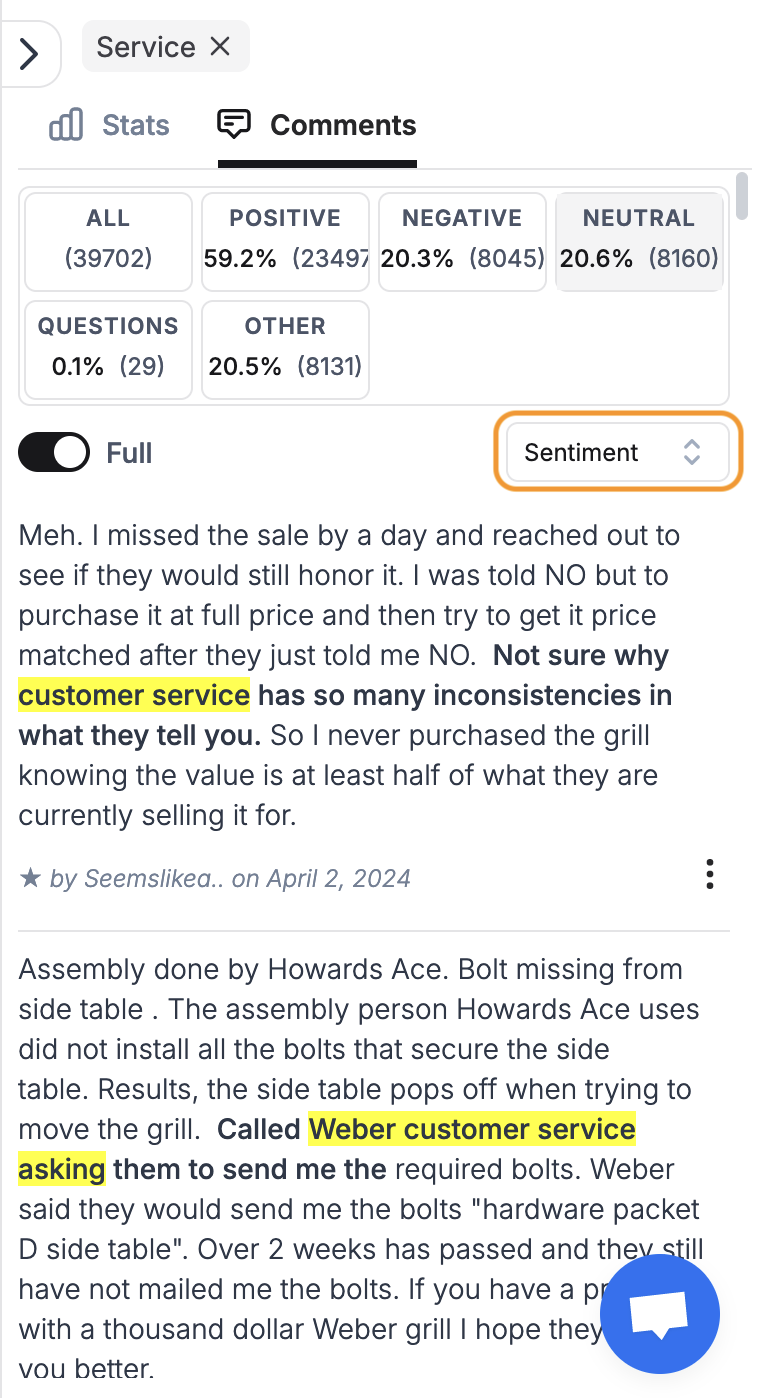 Service
Stats Comments
ALL POSITIVE NEGATIVE NEUTRAL
(39702) 59.2% (23497 20.3% (8045) 20.6% (8160)
QUESTIONS OTHER
0.1% (29) 20.5% (8131)
Full Sentiment
Meh. I missed the sale by a day and reached out to
see if they would still honor it. I was told NO but to
purchase it at full price and then try to get it price
matched after they just told me NO. Not sure why
customer service has so many inconsistencies in
what they tell you. So I never purchased the grill
knowing the value is at least half of what they are
currently selling it for.
★ by Seemslikea.. on April 2, 2024
Assembly done by Howards Ace. Bolt missing from
side table . The assembly person Howards Ace uses
did not install all the bolts that secure the side
table. Results, the side table pops off when trying to
move the grill. Called Weber customer service
asking them to send me the required bolts. Weber
said they would send me the bolts "hardware packet
D side table". Over 2 weeks has passed and they still
have not mailed me the bolts. If you have a
with a thousand dollar Weber grill I hope they
you better.